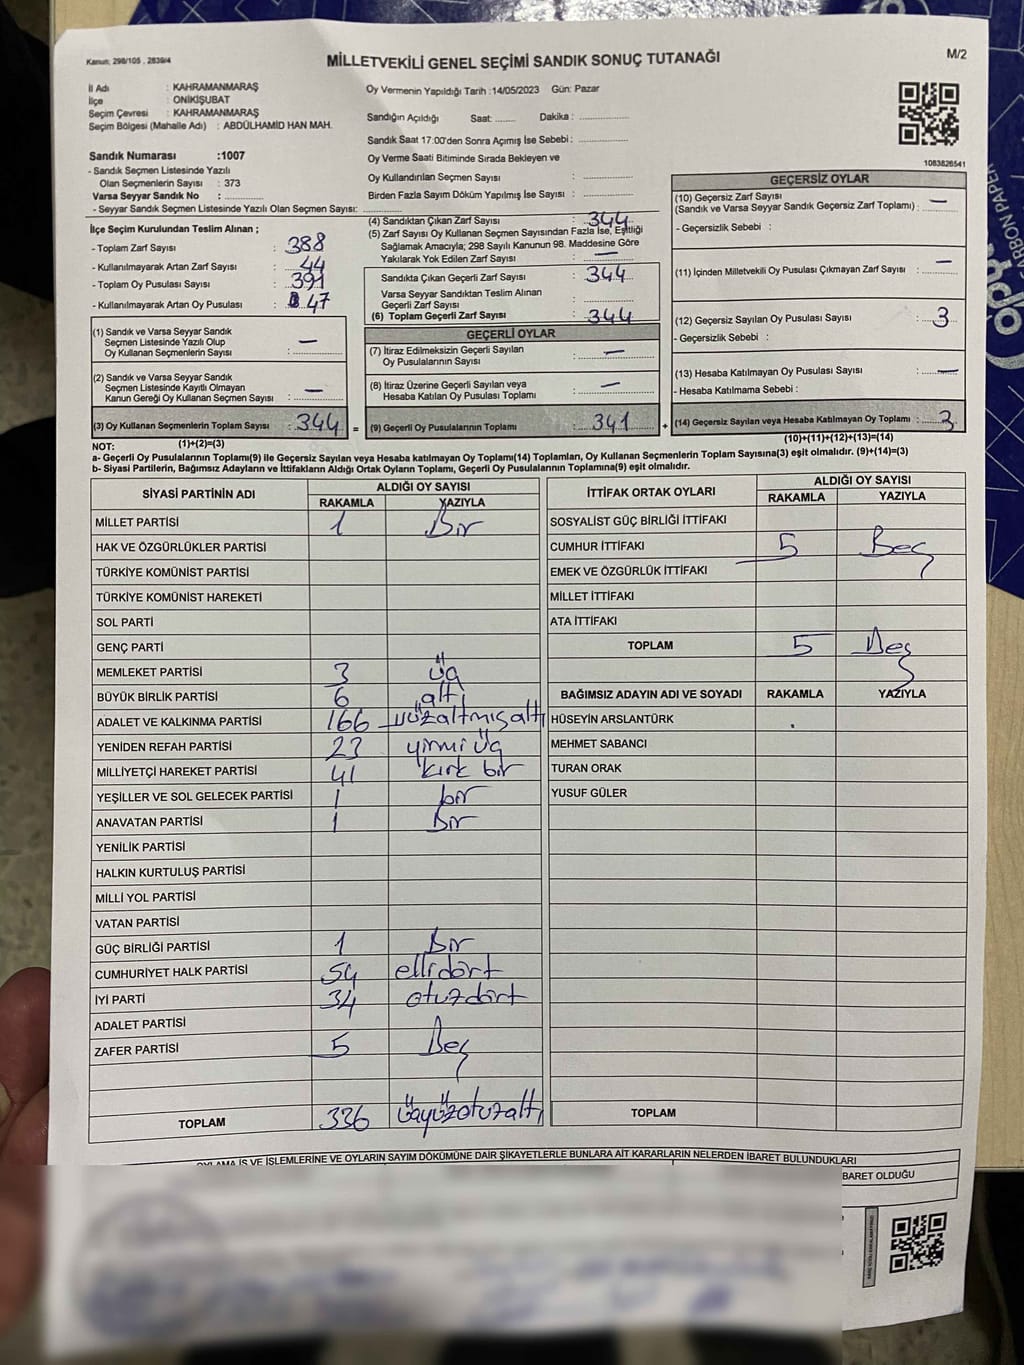 Kanun; 298/105 , 2839/4
MİLLETVEKİLİ GENEL SEÇİMİ SANDIK SONUÇ TUTANAĞI
M/2
İl Adı : KAHRAMANMARAŞ
İlçe : ONİKİŞUBAT
Seçim Çevresi : KAHRAMANMARAŞ
Seçim Bölgesi (Mahalle Adı) : ABDÜLHAMİD HAN MAH.
Sandık Numarası :1007
- Sandık Seçmen Listesinde Yazılı
Olan Seçmenlerin Sayısı : 373
Varsa Seyyar Sandık No : ............
- Seyyar Sandık Seçmen Listesinde Yazılı Olan Seçmen Sayısı: ............
Oy Vermenin Yapıldığı Tarih :14/05/2023 Gün: Pazar
Sandığın Açıldığı Saat: ........ Dakika : ...............
Sandık Saat 17:00'den Sonra Açımış İse Sebebi : ...............
Oy Verme Saati Bitiminde Sırada Bekleyen ve
Oy Kullandırılan Seçmen Sayısı : ...............
Birden Fazla Sayım Döküm Yapılmış İse Sayısı : ...............
1083826541
İlçe Seçim Kurulundan Teslim Alınan ;
- Toplam Zarf Sayısı : 388
- Kullanılmayarak Artan Zarf Sayısı : 44
- Toplam Oy Pusulası Sayısı : 391
- Kullanılmayarak Artan Oy Pusulası : 47
(1) Sandık ve Varsa Seyyar Sandık
Seçmen Listesinde Yazılı Olup
Oy Kullanan Seçmenlerin Sayısı : —
(2) Sandık ve Varsa Seyyar Sandık
Seçmen Listesinde Kayıtlı Olmayan
Kanun Gereği Oy Kullanan Seçmen Sayısı : —
(3) Oy Kullanan Seçmenlerin Toplam Sayısı : 344 =
(1)+(2)=(3)
(4) Sandıktan Çıkan Zarf Sayısı : 344
(5) Zarf Sayısı Oy Kullanan Seçmen Sayısından Fazla İse, Eşitliği
Sağlamak Amacıyla; 298 Sayılı Kanunun 98. Maddesine Göre
Yakılarak Yok Edilen Zarf Sayısı : —
Sandıkta Çıkan Geçerli Zarf Sayısı : 344
Varsa Seyyar Sandıktan Teslim Alınan
Geçerli Zarf Sayısı : ............
(6) Toplam Geçerli Zarf Sayısı : 344
GEÇERLİ OYLAR
(7) İtiraz Edilmeksizin Geçerli Sayılan
Oy Pusulalarının Sayısı : —
(8) İtiraz Üzerine Geçerli Sayılan veya
Hesaba Katılan Oy Pusulası Toplamı : —
(9) Geçerli Oy Pusulalarının Toplamı : 341 +
GEÇERSİZ OYLAR
(10) Geçersiz Zarf Sayısı
(Sandık ve Varsa Seyyar Sandık Geçersiz Zarf Toplamı) : —
- Geçersizlik Sebebi :
(11) İçinden Milletvekili Oy Pusulası Çıkmayan Zarf Sayısı : —
(12) Geçersiz Sayılan Oy Pusulası Sayısı : 3
- Geçersizlik Sebebi :
(13) Hesaba Katılmayan Oy Pusulası Sayısı : —
- Hesaba Katılmama Sebebi :
(14) Geçersiz Sayılan veya Hesaba Katılmayan Oy Toplamı : 3
(10)+(11)+(12)+(13)=(14)
NOT:
a- Geçerli Oy Pusulalarının Toplamı(9) ile Geçersiz Sayılan veya Hesaba katılmayan Oy Toplamı(14) Toplamları, Oy Kullanan Seçmenlerin Toplam Sayısına(3) eşit olmalıdır. (9)+(14)=(3)
b- Siyasi Partilerin, Bağımsız Adayların ve İttifakların Aldığı Ortak Oyların Toplamı, Geçerli Oy Pusulalarının Toplamına(9) eşit olmalıdır.
SİYASİ PARTİNİN ADI ALDIĞI OY SAYISI
RAKAMLA YAZIYLA
MİLLET PARTİSİ 1 Bir
HAK VE ÖZGÜRLÜKLER PARTİSİ
TÜRKİYE KOMÜNİST PARTİSİ
TÜRKİYE KOMÜNİST HAREKETİ
SOL PARTİ
GENÇ PARTİ
MEMLEKET PARTİSİ 3 üç
BÜYÜK BİRLİK PARTİSİ 6 altı
ADALET VE KALKINMA PARTİSİ 166 yüzaltmışaltı
YENİDEN REFAH PARTİSİ 23 yirmi üç
MİLLİYETÇİ HAREKET PARTİSİ 41 kırk bir
YEŞİLLER VE SOL GELECEK PARTİSİ 1 bir
ANAVATAN PARTİSİ 1 Bir
YENİLİK PARTİSİ
HALKIN KURTULUŞ PARTİSİ
MİLLİ YOL PARTİSİ
VATAN PARTİSİ
GÜÇ BİRLİĞİ PARTİSİ 1 Bir
CUMHURİYET HALK PARTİSİ 54 ellidört
İYİ PARTİ 34 otuzdört
ADALET PARTİSİ
ZAFER PARTİSİ 5 Beş
TOPLAM 336 üçyüzotuzaltı
İTTİFAK ORTAK OYLARI ALDIĞI OY SAYISI
RAKAMLA YAZIYLA
SOSYALİST GÜÇ BİRLİĞİ İTTİFAKI
CUMHUR İTTİFAKI 5 Beş
EMEK VE ÖZGÜRLÜK İTTİFAKI
MİLLET İTTİFAKI
ATA İTTİFAKI
TOPLAM 5 Beş
BAĞIMSIZ ADAYIN ADI VE SOYADI RAKAMLA YAZIYLA
HÜSEYİN ARSLANTÜRK
MEHMET SABANCI
TURAN ORAK
YUSUF GÜLER
TOPLAM
OYLAMA İŞ VE İŞLEMLERİNE VE OYLARIN SAYIM DÖKÜMÜNE DAİR ŞİKAYETLERLE BUNLARA AİT KARARLARIN NELERDEN İBARET BULUNDUKLARI
BARET OLDUĞU
CARBON PAPER